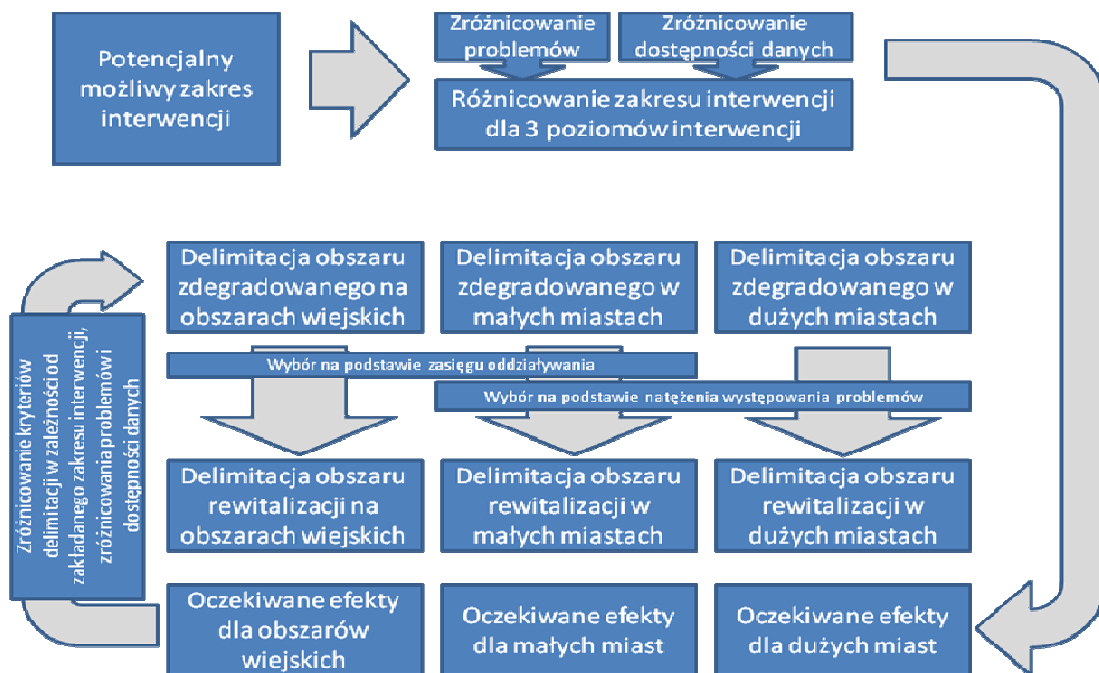 Potencjalny
możliwy zakres
interwencji
Zróżnicowanie
problemów
Zróżnicowanie
dostępności danych
Różnicowanie zakresu interwencji
dla 3 poziomów interwencji
Zróżnicowanie kryteriów
delimitacji w zależności od
zakładanego zakresu interwencji,
zróżnicowania problemów i
dostępności danych
Delimitacja obszaru
zdegradowanego na
obszarach wiejskich
Delimitacja obszaru
zdegradowanego w
małych miastach
Delimitacja obszaru
zdegradowanego w
dużych miastach
Wybór na podstawie zasięgu oddziaływania
Wybór na podstawie natężenia występowania problemów
Delimitacja obszaru
rewitalizacji na
obszarach wiejskich
Delimitacja obszaru
rewitalizacji w
małych miastach
Delimitacja obszaru
rewitalizacji w
dużych miastach
Oczekiwane efekty
dla obszarów
wiejskich
Oczekiwane efekty
dla małych miast
Oczekiwane efekty
dla dużych miast